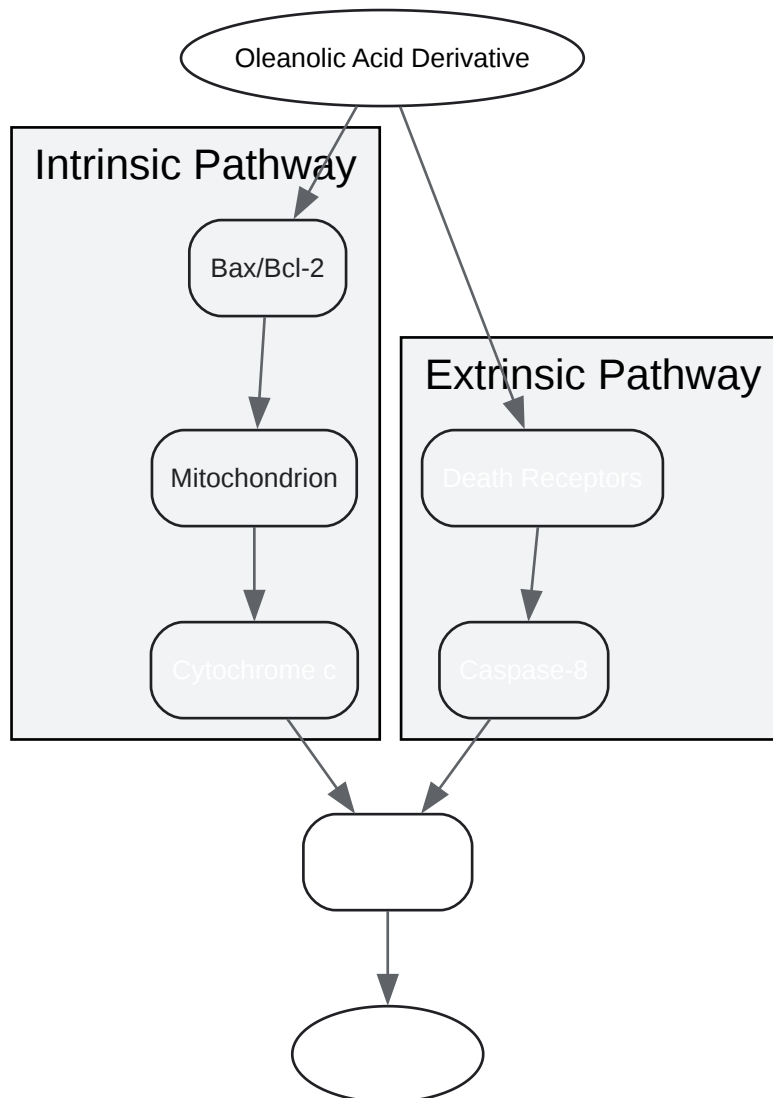 Oleanolic Acid Derivative
Intrinsic Pathway
Bax/Bcl-2
Extrinsic Pathway
Mitochondrion
Death Receptors
Cytochrome c
Caspase-8